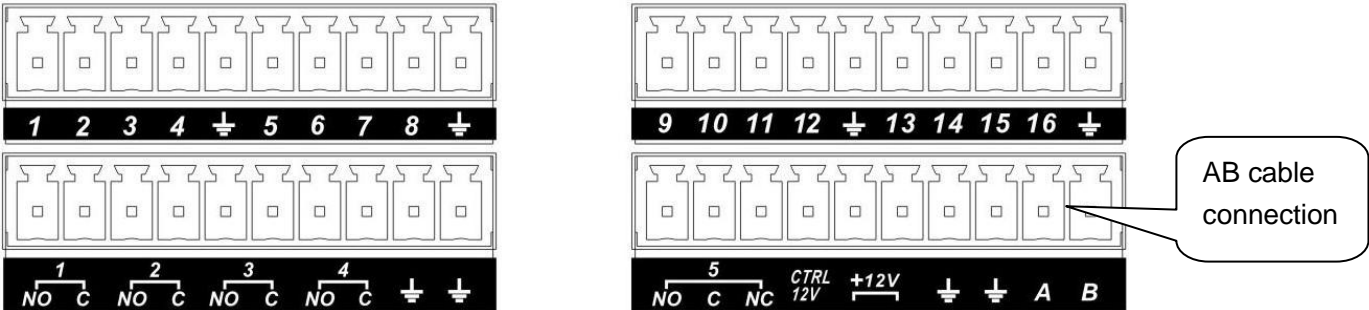 1 2 3 4 ⏚ 5 6 7 8 ⏚
9 10 11 12 ⏚ 13 14 15 16 ⏚
AB cable
connection
1 2 3 4
NO C NO C NO C NO C ⏚ ⏚
5 CTRL +12V
NO C NC 12V ⏚ ⏚ A B